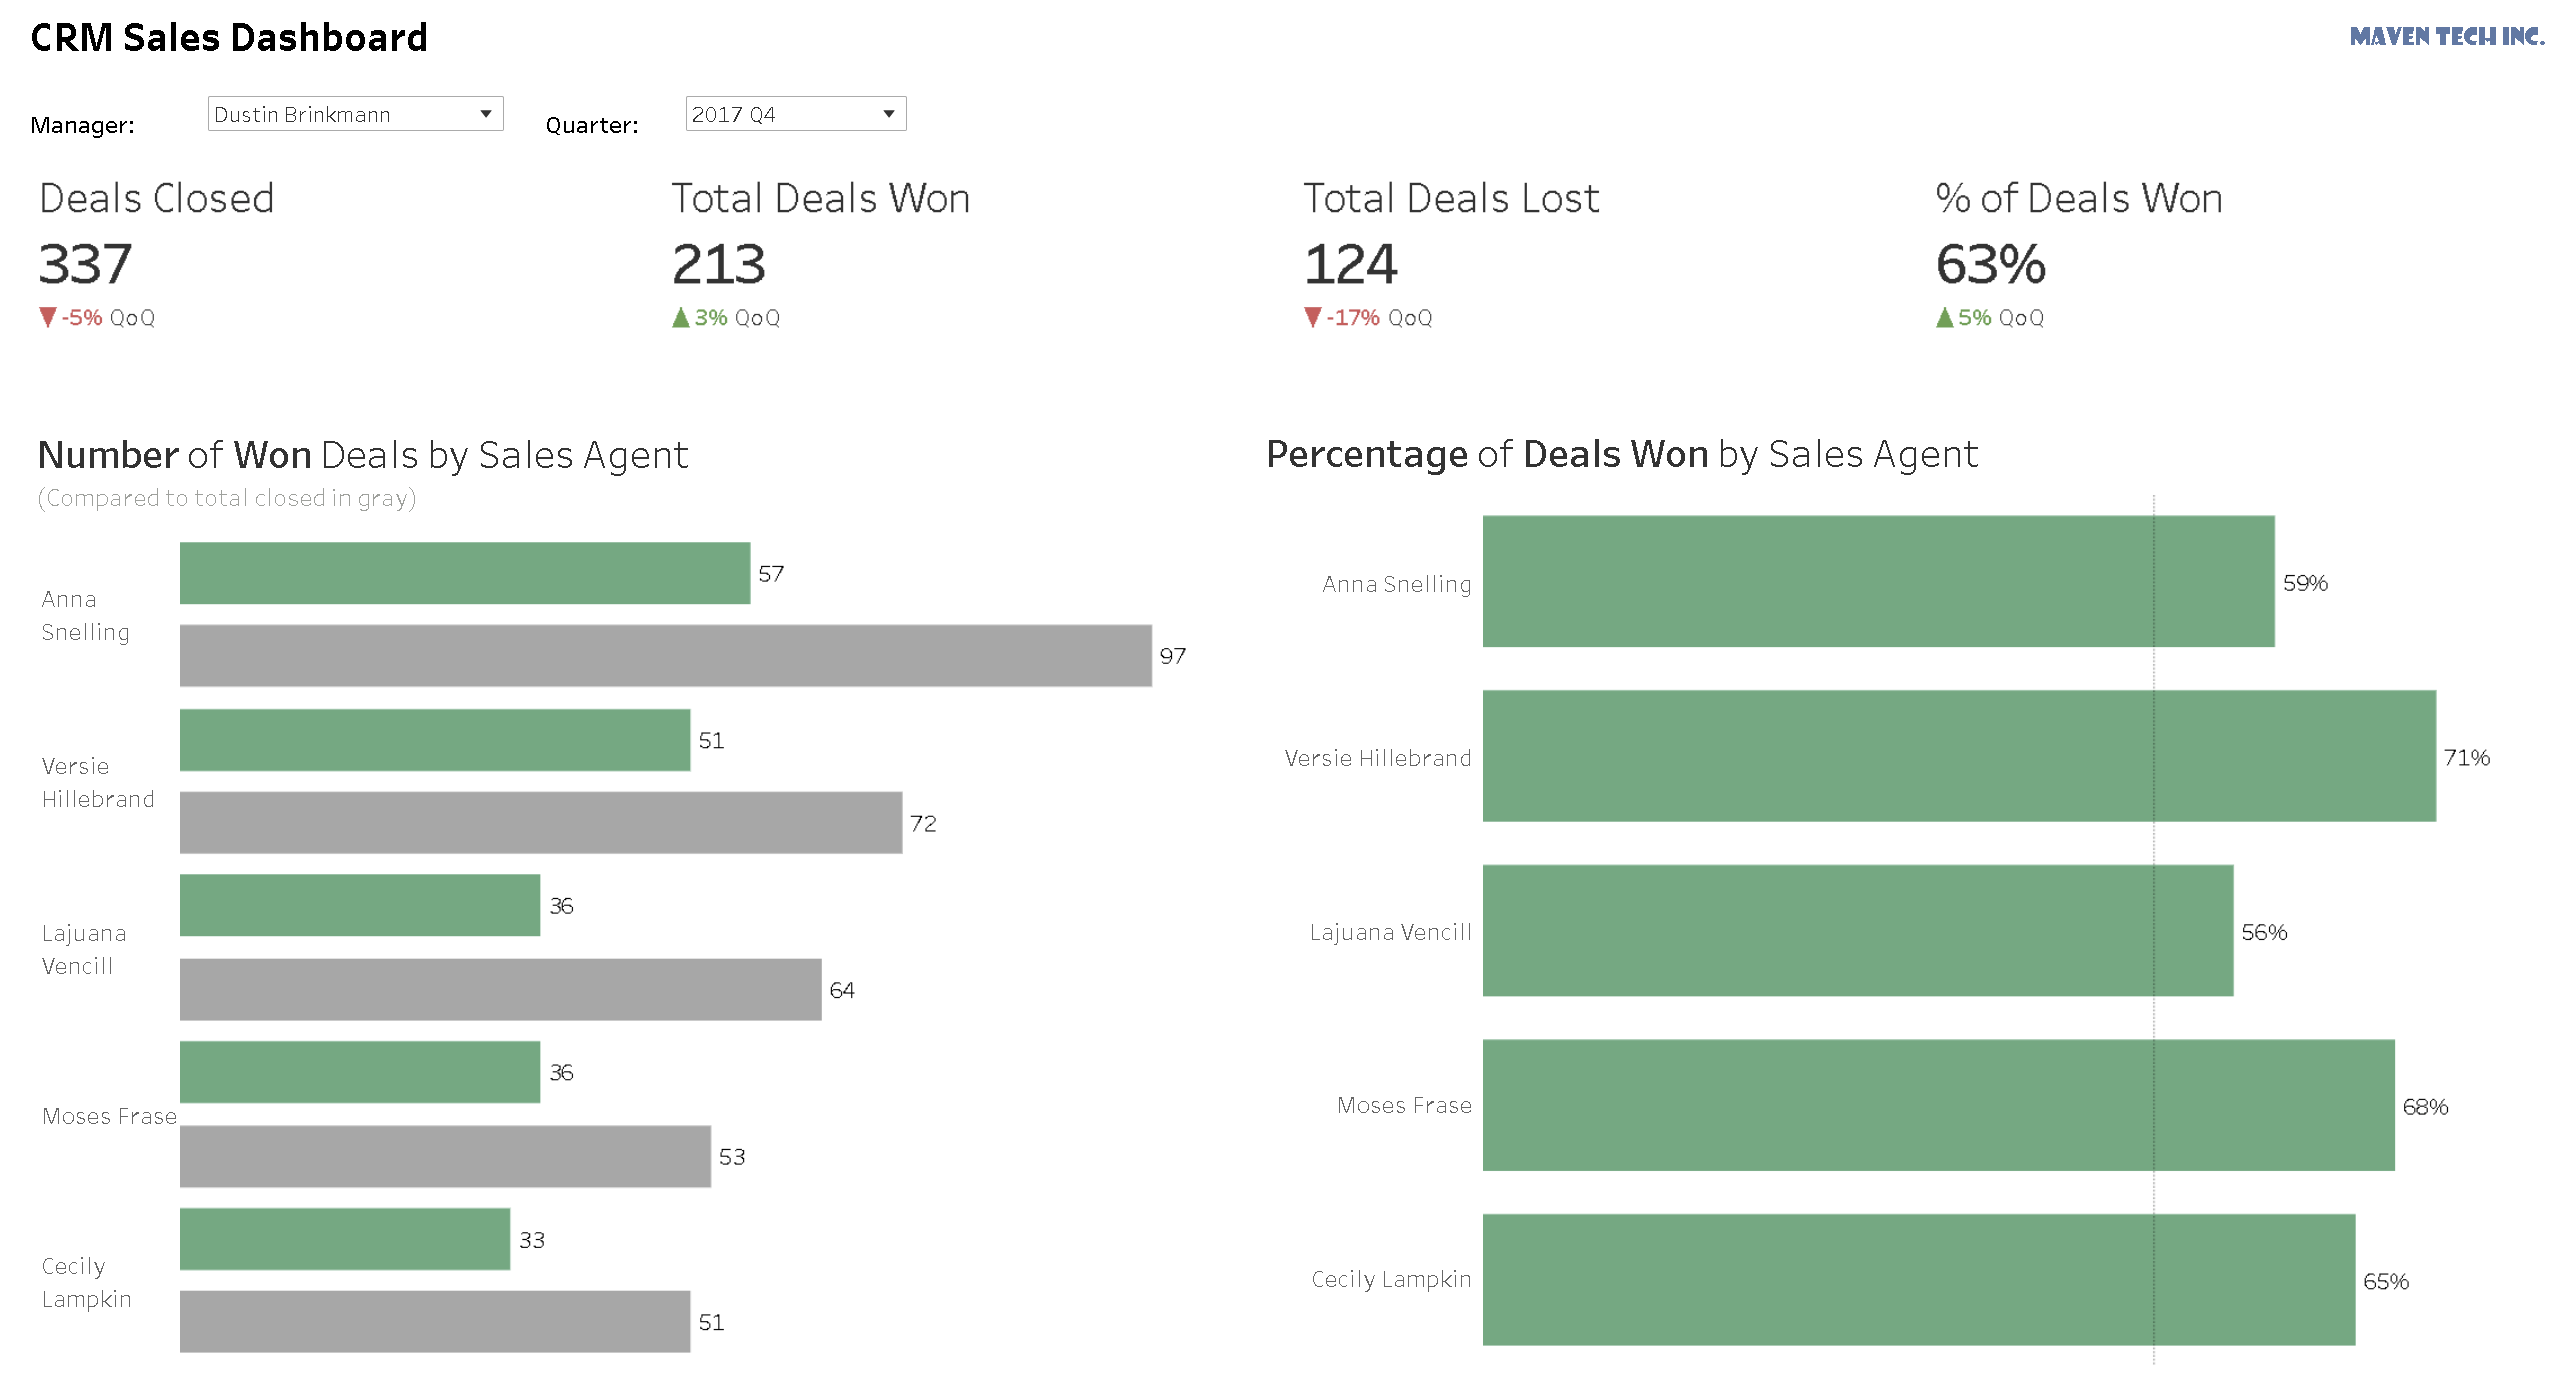 CRM Sales Dashboard
MAVEN TECH INC.
Manager:
Dustin Brinkmann
Quarter:
2017 Q4
Deals Closed
337
▼ -5% QoQ
Total Deals Won
213
▲ 3% QoQ
Total Deals Lost
124
▼ -17% QoQ
% of Deals Won
63%
▲ 5% QoQ
Number of Won Deals by Sales Agent
(Compared to total closed in gray)
Anna
Snelling
57
97
Versie
Hillebrand
51
72
Lajuana
Vencill
36
64
Moses Frase
36
53
Cecily
Lampkin
33
51
Percentage of Deals Won by Sales Agent
Anna Snelling
59%
Versie Hillebrand
71%
Lajuana Vencill
56%
Moses Frase
68%
Cecily Lampkin
65%